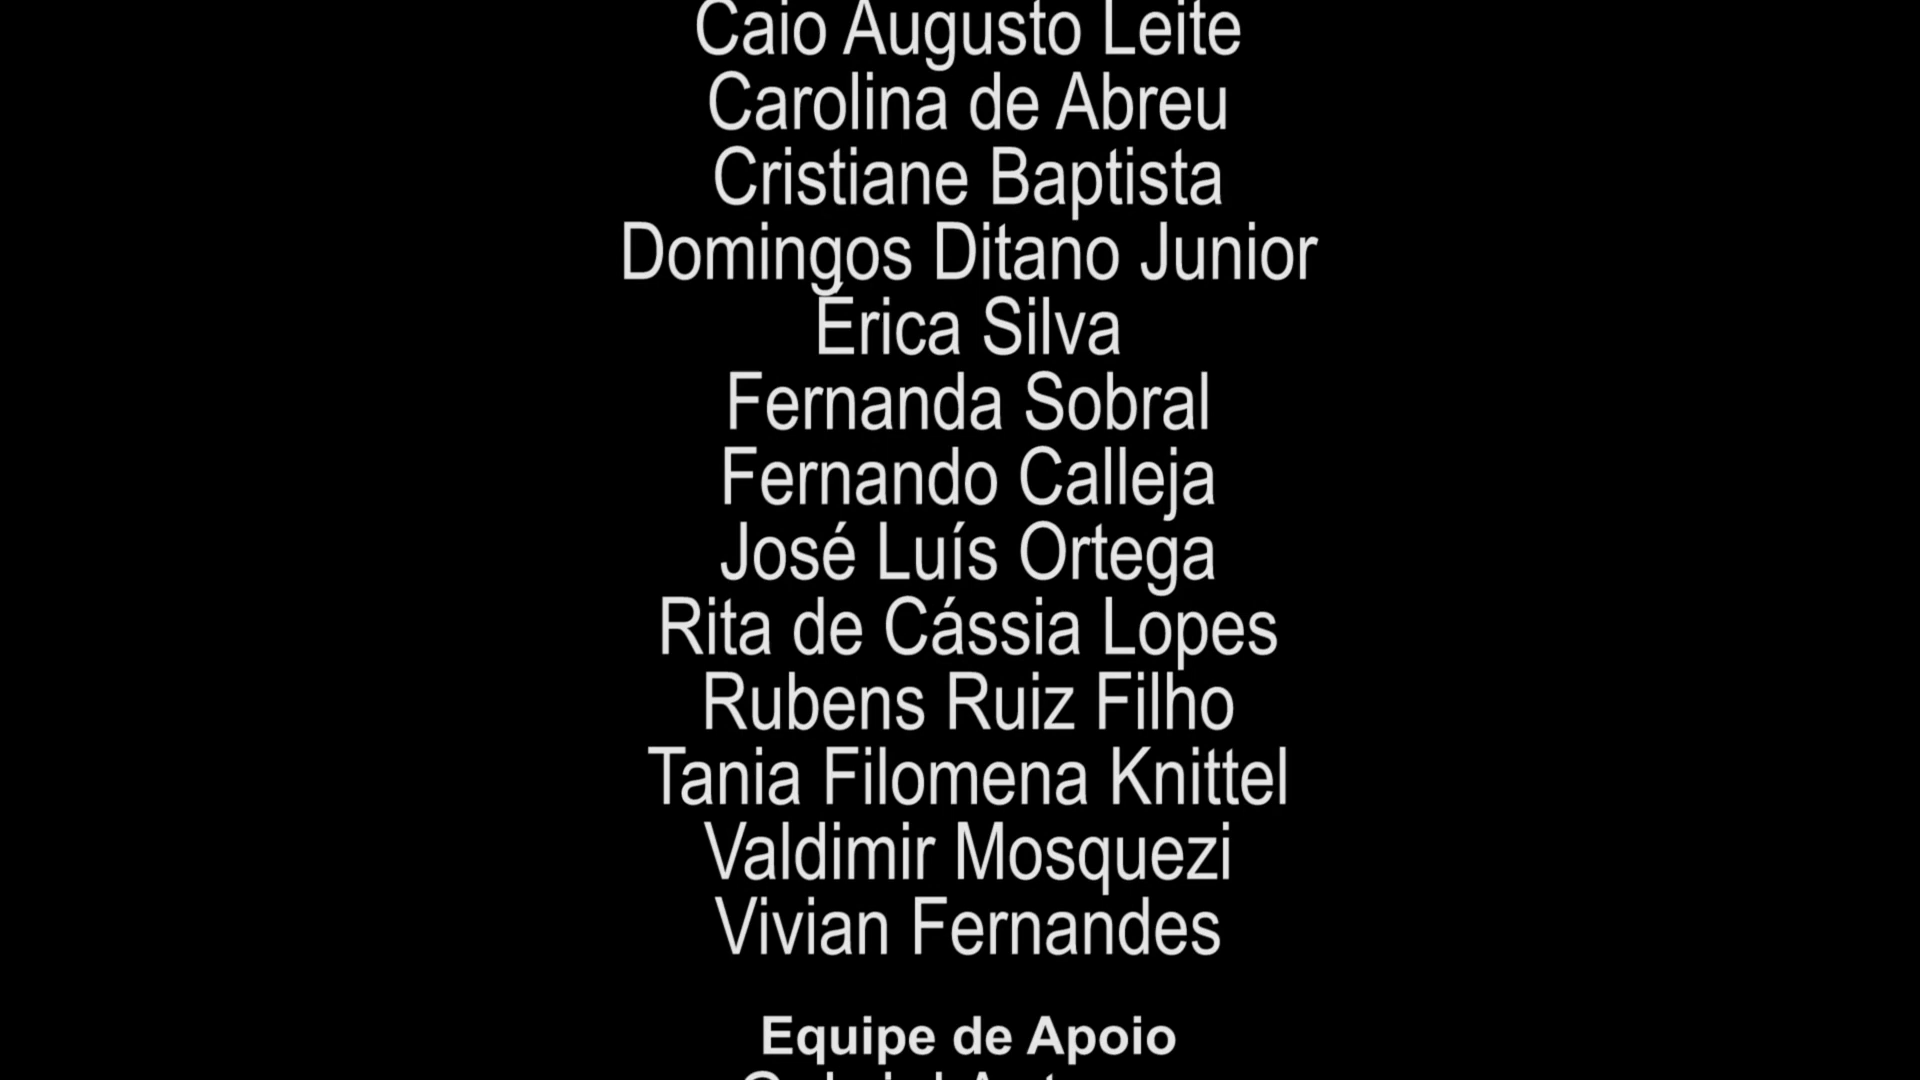 Caio Augusto Leite
Carolina de Abreu
Cristiane Baptista
Domingos Ditano Junior
Érica Silva
Fernanda Sobral
Fernando Calleja
José Luís Ortega
Rita de Cássia Lopes
Rubens Ruiz Filho
Tania Filomena Knittel
Valdimir Mosquezi
Vivian Fernandes
Equipe de Apoio